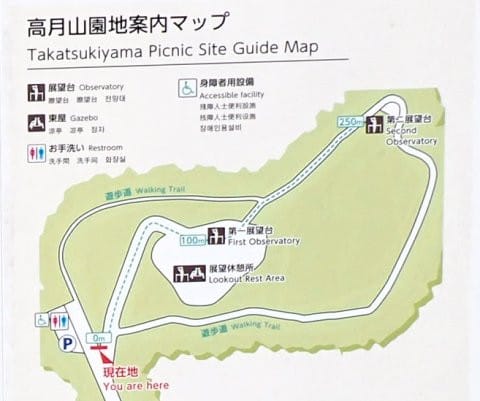 高月山園地案内マップ
Takatsukiyama Picnic Site Guide Map
展望台 Observatory
瞭望台 瞭望台 전망대
東屋 Gazebo
凉亭 涼亭 정자
お手洗い Restroom
洗手間 洗手间 화장실
身障者用設備
Accessible facility
殘障人士便利設施
残障人士便利设施
장애인용설비
250m 第二展望台
Second
Observatory
遊歩道 Walking Trail
100m 第一展望台
First Observatory
展望休憩所
Lookout Rest Area
遊歩道 Walking Trail
P
0m
現在地
You are here